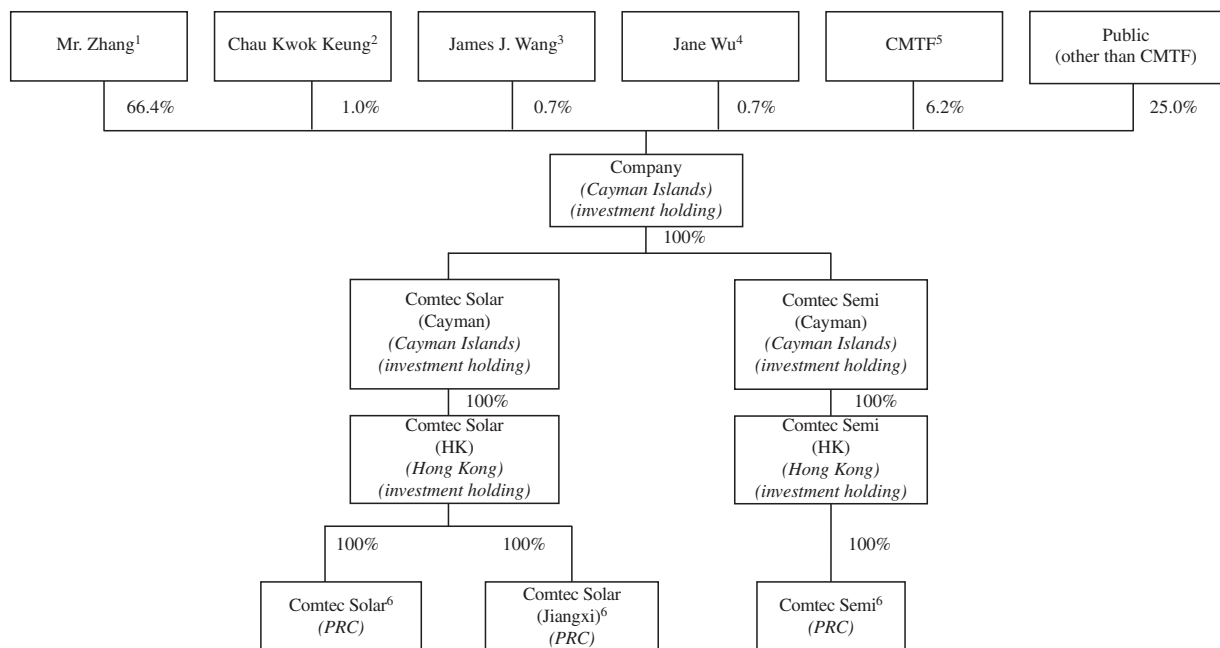 Mr. Zhang1
Chau Kwok Keung2
James J. Wang3
Jane Wu4
CMTF5
Public
(other than CMTF)
66.4%
1.0%
0.7%
0.7%
6.2%
25.0%
Company
(Cayman Islands)
(investment holding)
100%
Comtec Solar
(Cayman)
(Cayman Islands)
(investment holding)
Comtec Semi
(Cayman)
(Cayman Islands)
(investment holding)
100%
100%
Comtec Solar
(HK)
(Hong Kong)
(investment holding)
Comtec Semi
(HK)
(Hong Kong)
(investment holding)
100%
100%
100%
Comtec Solar6
(PRC)
Comtec Solar
(Jiangxi)6
(PRC)
Comtec Semi6
(PRC)